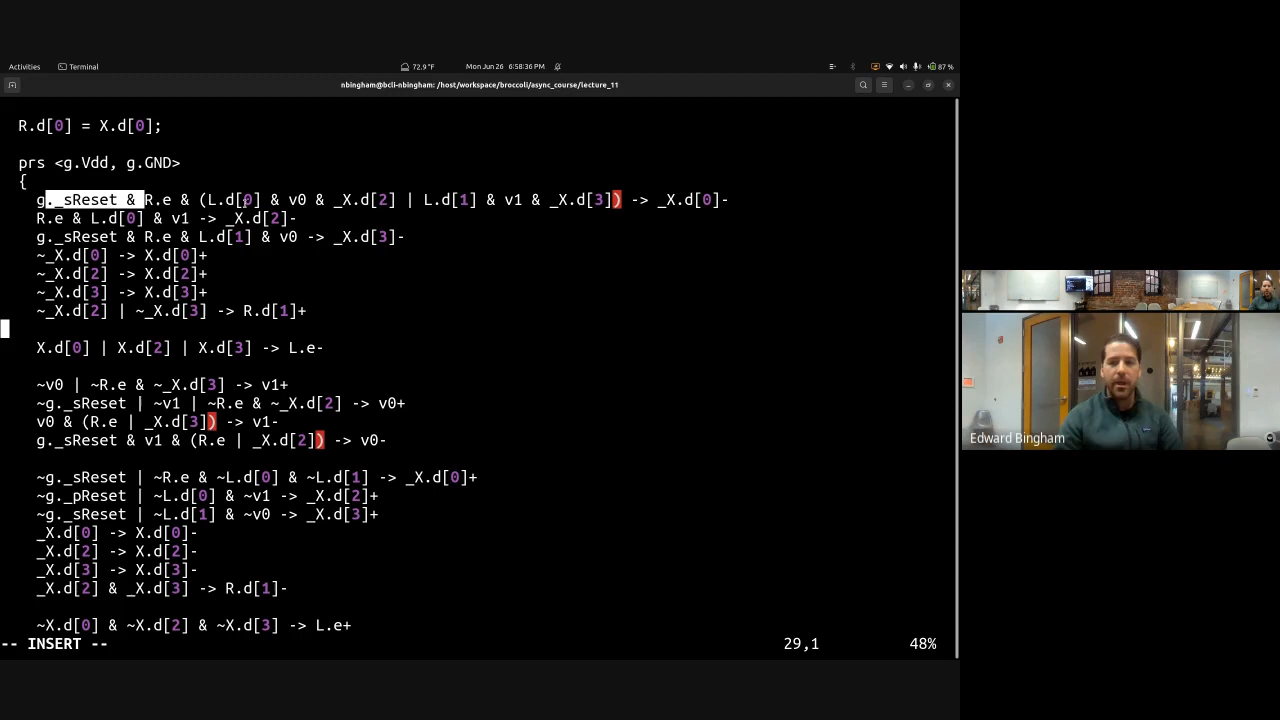 Activities Terminal 72.9 °F Mon Jun 26 6:58:36 PM 87 %
nbingham@bcli-nbingham: /host/workspace/broccoli/async_course/lecture_11
R.d[0] = X.d[0];
prs <g.Vdd, g.GND>
{
g._sReset & R.e & (L.d[0] & v0 & _X.d[2] | L.d[1] & v1 & _X.d[3]) -> _X.d[0]-
R.e & L.d[0] & v1 -> _X.d[2]-
g._sReset & R.e & L.d[1] & v0 -> _X.d[3]-
~_X.d[0] -> X.d[0]+
~_X.d[2] -> X.d[2]+
~_X.d[3] -> X.d[3]+
~_X.d[2] | ~_X.d[3] -> R.d[1]+
X.d[0] | X.d[2] | X.d[3] -> L.e-
~v0 | ~R.e & ~_X.d[3] -> v1+
~g._sReset | ~v1 | ~R.e & ~_X.d[2] -> v0+
v0 & (R.e | _X.d[3]) -> v1-
g._sReset & v1 & (R.e | _X.d[2]) -> v0-
~g._sReset | ~R.e & ~L.d[0] & ~L.d[1] -> _X.d[0]+
~g._pReset | ~L.d[0] & ~v1 -> _X.d[2]+
~g._sReset | ~L.d[1] & ~v0 -> _X.d[3]+
_X.d[0] -> X.d[0]-
_X.d[2] -> X.d[2]-
_X.d[3] -> X.d[3]-
_X.d[2] & _X.d[3] -> R.d[1]-
~X.d[0] & ~X.d[2] & ~X.d[3] -> L.e+
-- INSERT -- 29,1 48%
Edward Bingham